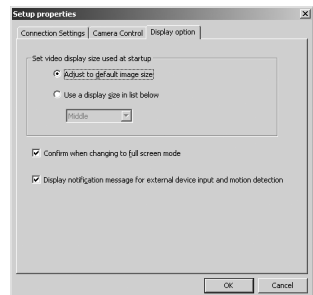 Setup properties
Connection Settings Camera Control Display option
Set video display size used at startup
Adjust to default image size
Use a display size in list below
Middle
Confirm when changing to full screen mode
Display notification message for external device input and motion detection
OK Cancel